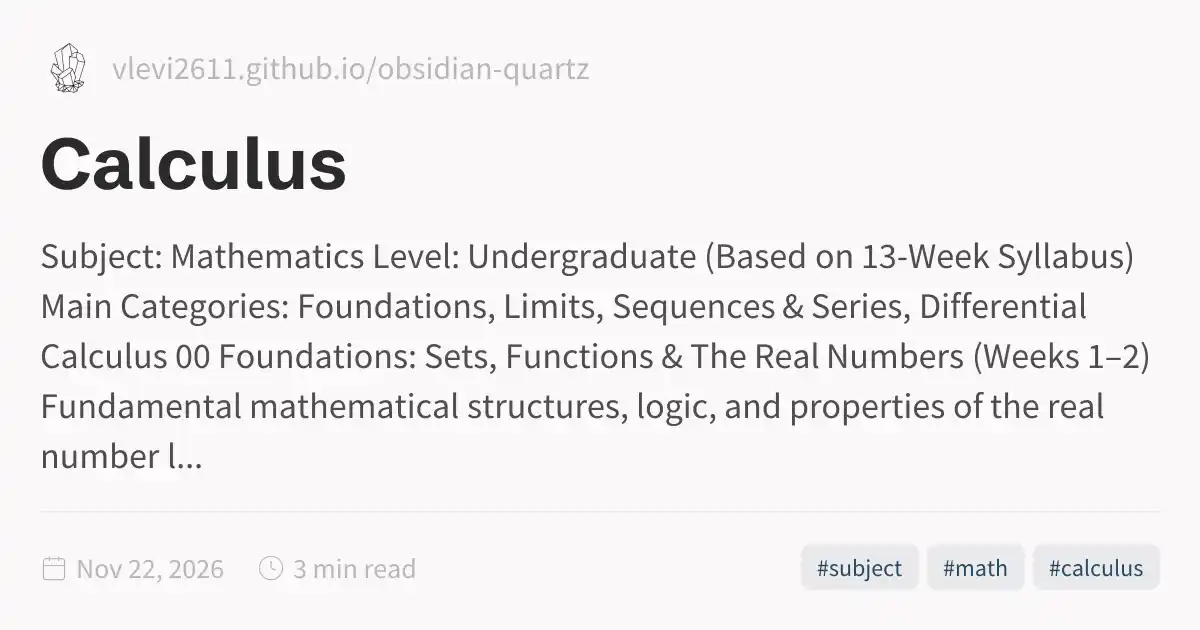 vlevi2611.github.io/obsidian-quartz
Calculus
Subject: Mathematics Level: Undergraduate (Based on 13-Week Syllabus)
Main Categories: Foundations, Limits, Sequences & Series, Differential
Calculus 00 Foundations: Sets, Functions & The Real Numbers (Weeks 1–2)
Fundamental mathematical structures, logic, and properties of the real
number l...
Nov 22, 2026 3 min read #subject #math #calculus